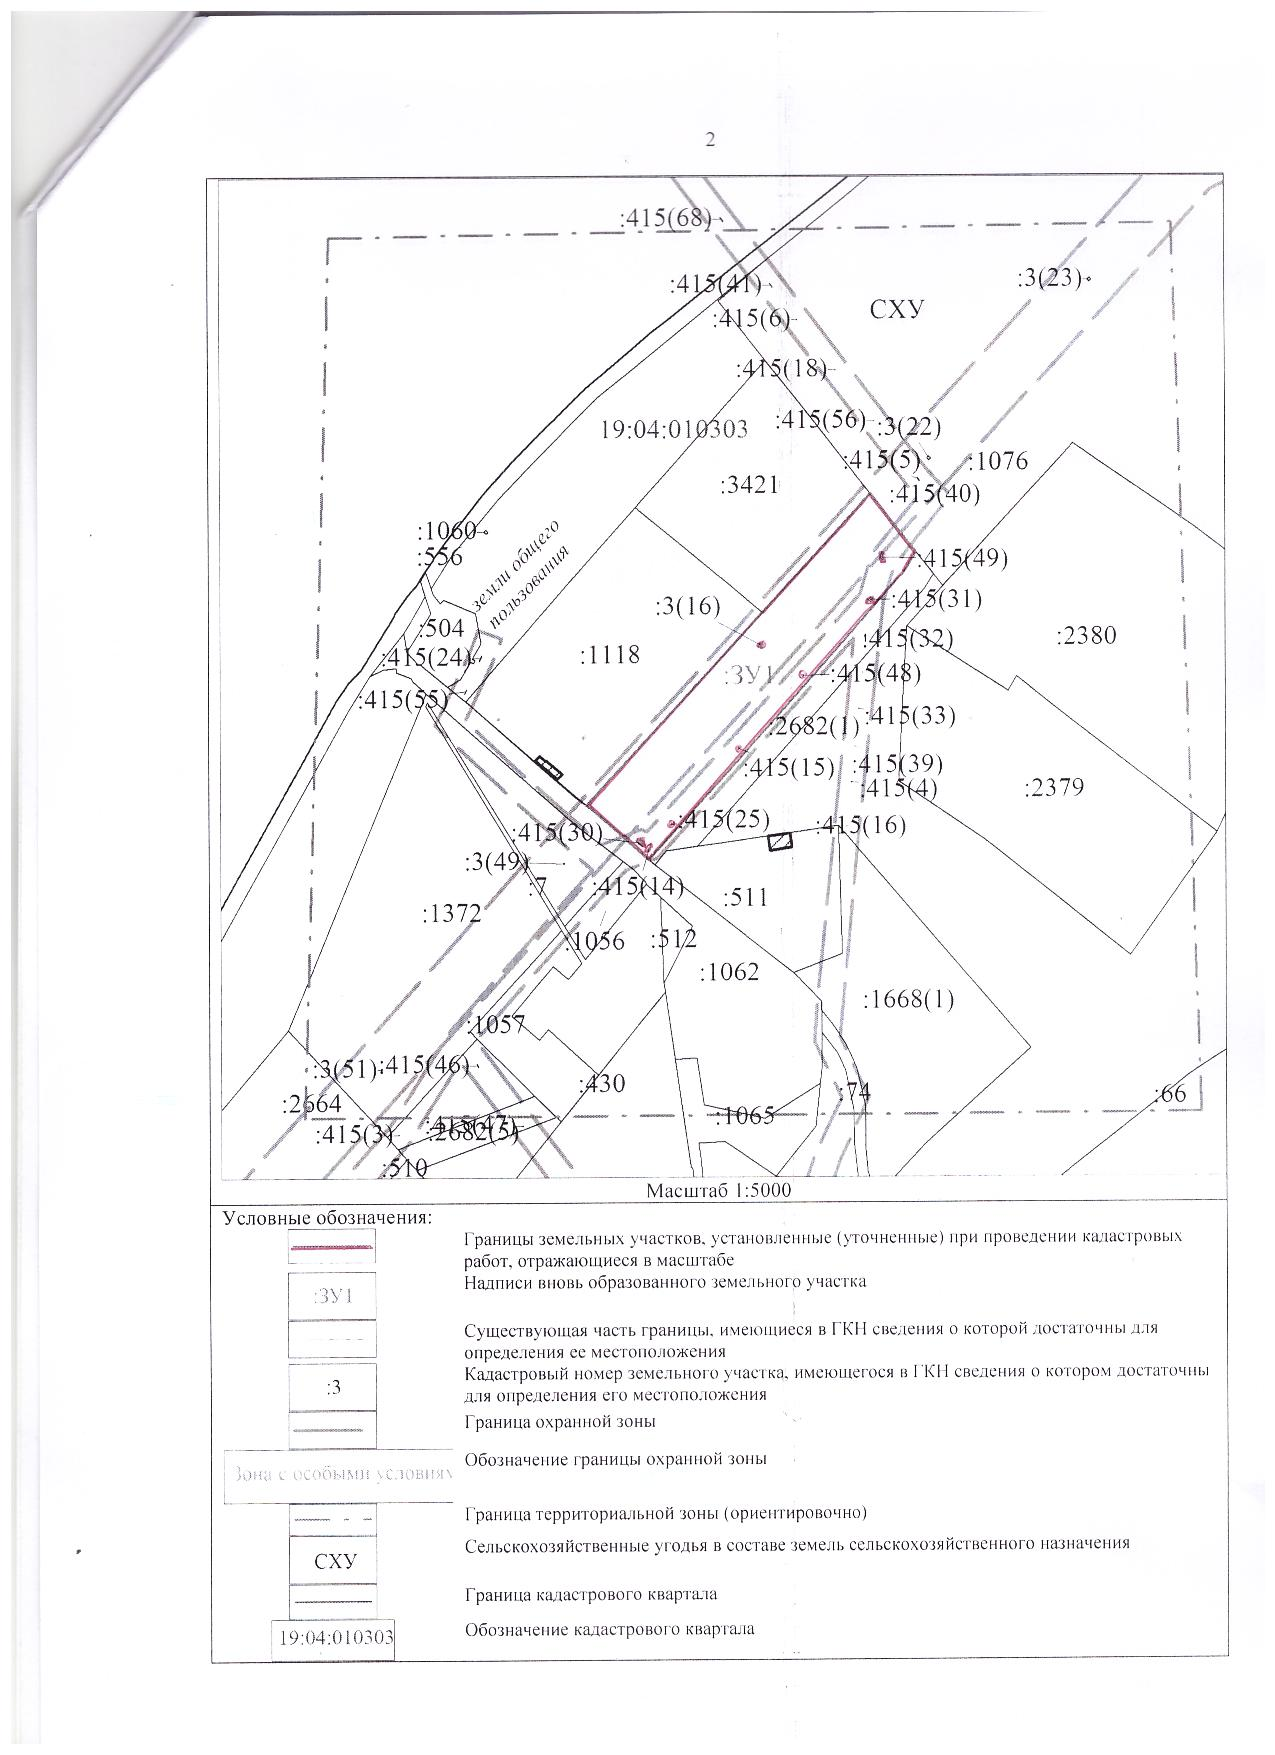 2
:415(68)
:415(41)
:3(23)
:415(6)
СХУ
:415(18)
:415(56)
:3(22)
19:04:010303
:415(5)
:1076
:3421
:415(40)
:1060
:556
земли общего
пользования
:415(49)
:3(16)
:415(31)
:504
:415(32)
:2380
:415(24)
:1118
:ЗУ1
:415(48)
:415(55)
:2682(1)
:415(33)
:415(15)
:415(39)
:415(4)
:2379
:415(30)
:415(25)
:415(16)
:3(49)
:7
:415(14)
:511
:1372
:1056
:512
:1062
:1668(1)
:1057
:3(51)
:415(46)
:430
:74
:66
:2664
:1065
:415(3)
:415(47)
:2682(5)
:510
Масштаб 1:5000
Условные обозначения:
Границы земельных участков, установленные (уточненные) при проведении кадастровых
работ, отражающиеся в масштабе
:ЗУ1
Надписи вновь образованного земельного участка
Существующая часть границы, имеющиеся в ГКН сведения о которой достаточны для
определения ее местоположения
:3
Кадастровый номер земельного участка, имеющегося в ГКН сведения о котором достаточны
для определения его местоположения
Граница охранной зоны
Зона с особыми условиях
Обозначение границы охранной зоны
Граница территориальной зоны (ориентировочно)
СХУ
Сельскохозяйственные угодья в составе земель сельскохозяйственного назначения
Граница кадастрового квартала
19:04:010303
Обозначение кадастрового квартала